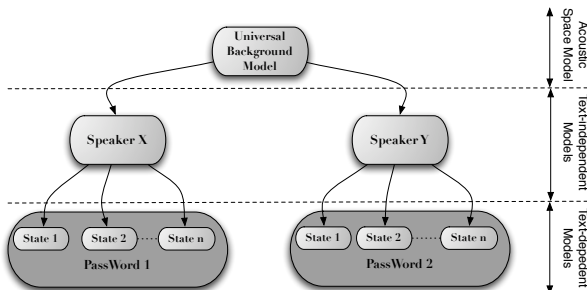 Universal
Background
Model
Acoustic
Space Model
Speaker X
Speaker Y
Text-independent
Models
State 1
State 2
State n
PassWord 1
State 1
State 2
State n
PassWord 2
Text-depedent
Models